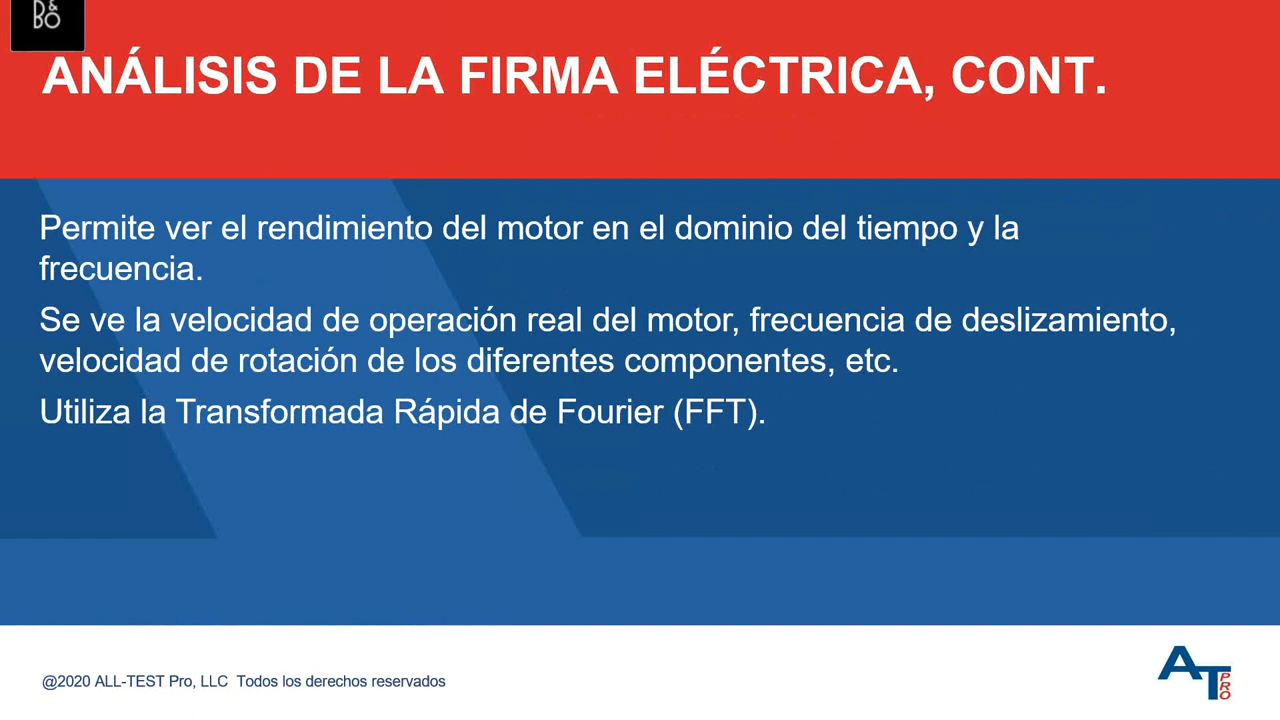 B&
BO
ANÁLISIS DE LA FIRMA ELÉCTRICA, CONT.
Permite ver el rendimiento del motor en el dominio del tiempo y la
frecuencia.
Se ve la velocidad de operación real del motor, frecuencia de deslizamiento,
velocidad de rotación de los diferentes componentes, etc.
Utiliza la Transformada Rápida de Fourier (FFT).
@2020 ALL-TEST Pro, LLC Todos los derechos reservados
AT PRO